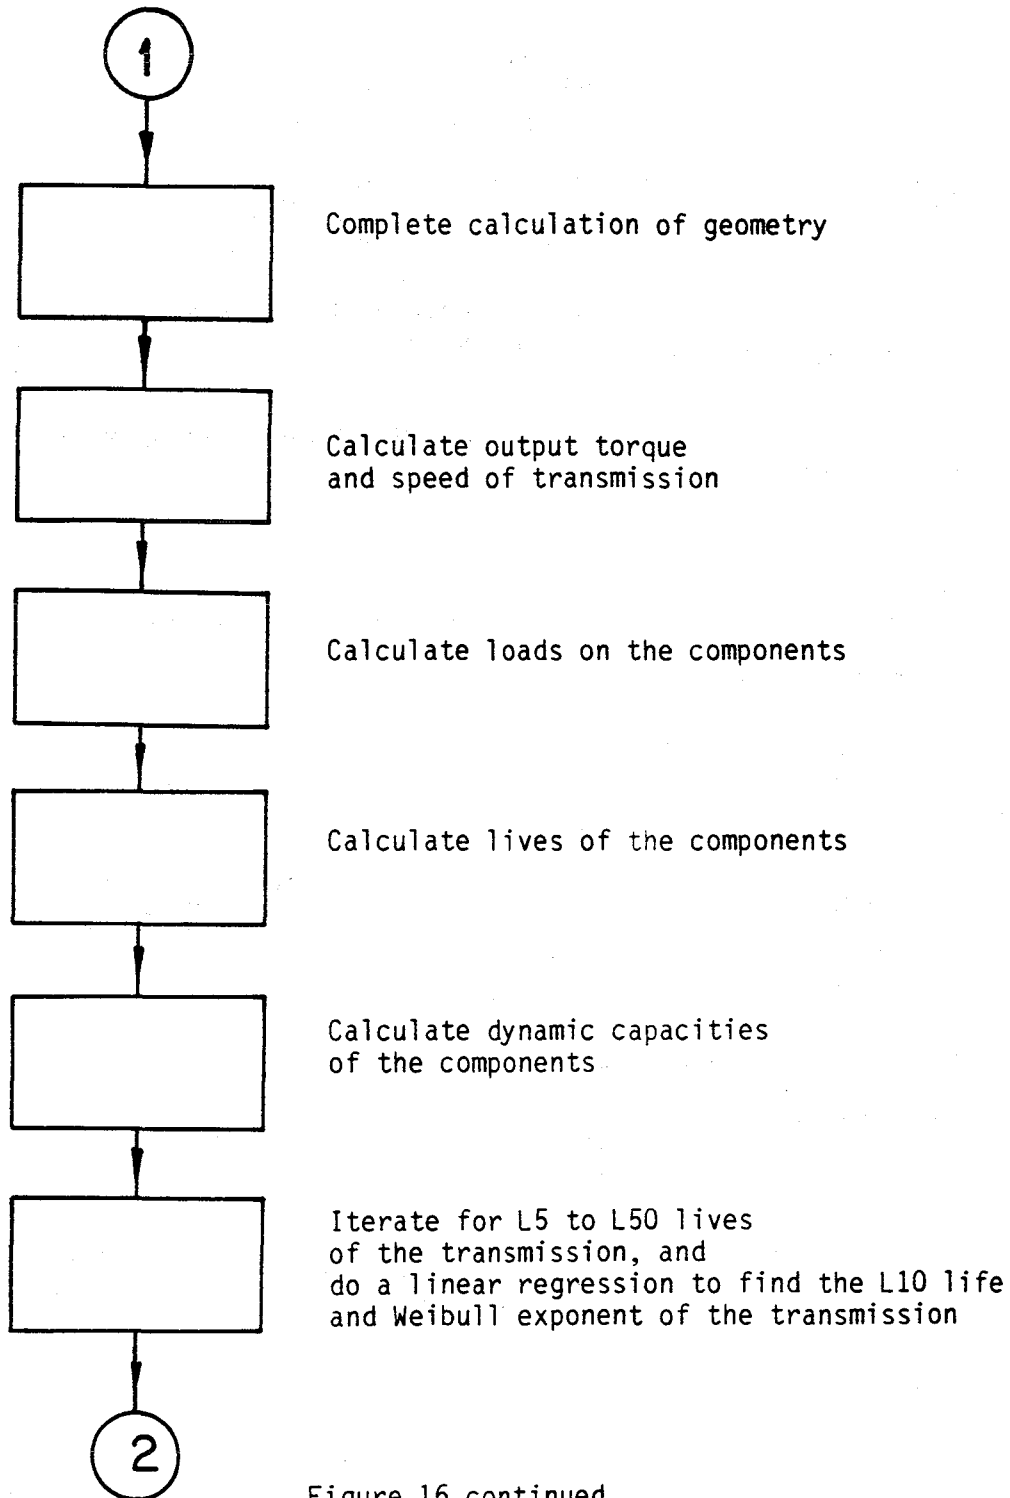 1
Complete calculation of geometry
Calculate output torque
and speed of transmission
Calculate loads on the components
Calculate lives of the components
Calculate dynamic capacities
of the components
Iterate for L5 to L50 lives
of the transmission, and
do a linear regression to find the L10 life
and Weibull exponent of the transmission
2
Figure 16 continued